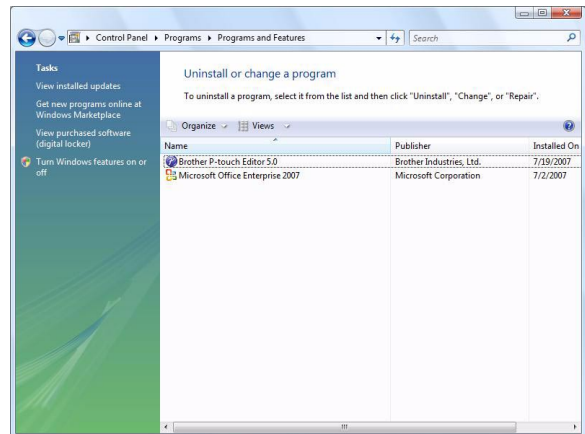 Control Panel ▸ Programs ▸ Programs and Features
Search
Tasks
View installed updates
Get new programs online at
Windows Marketplace
View purchased software
(digital locker)
Turn Windows features on or
off
Uninstall or change a program
To uninstall a program, select it from the list and then click "Uninstall", "Change", or "Repair".
Organize Views
Name Publisher Installed On
Brother P-touch Editor 5.0 Brother Industries, Ltd. 7/19/2007
Microsoft Office Enterprise 2007 Microsoft Corporation 7/2/2007